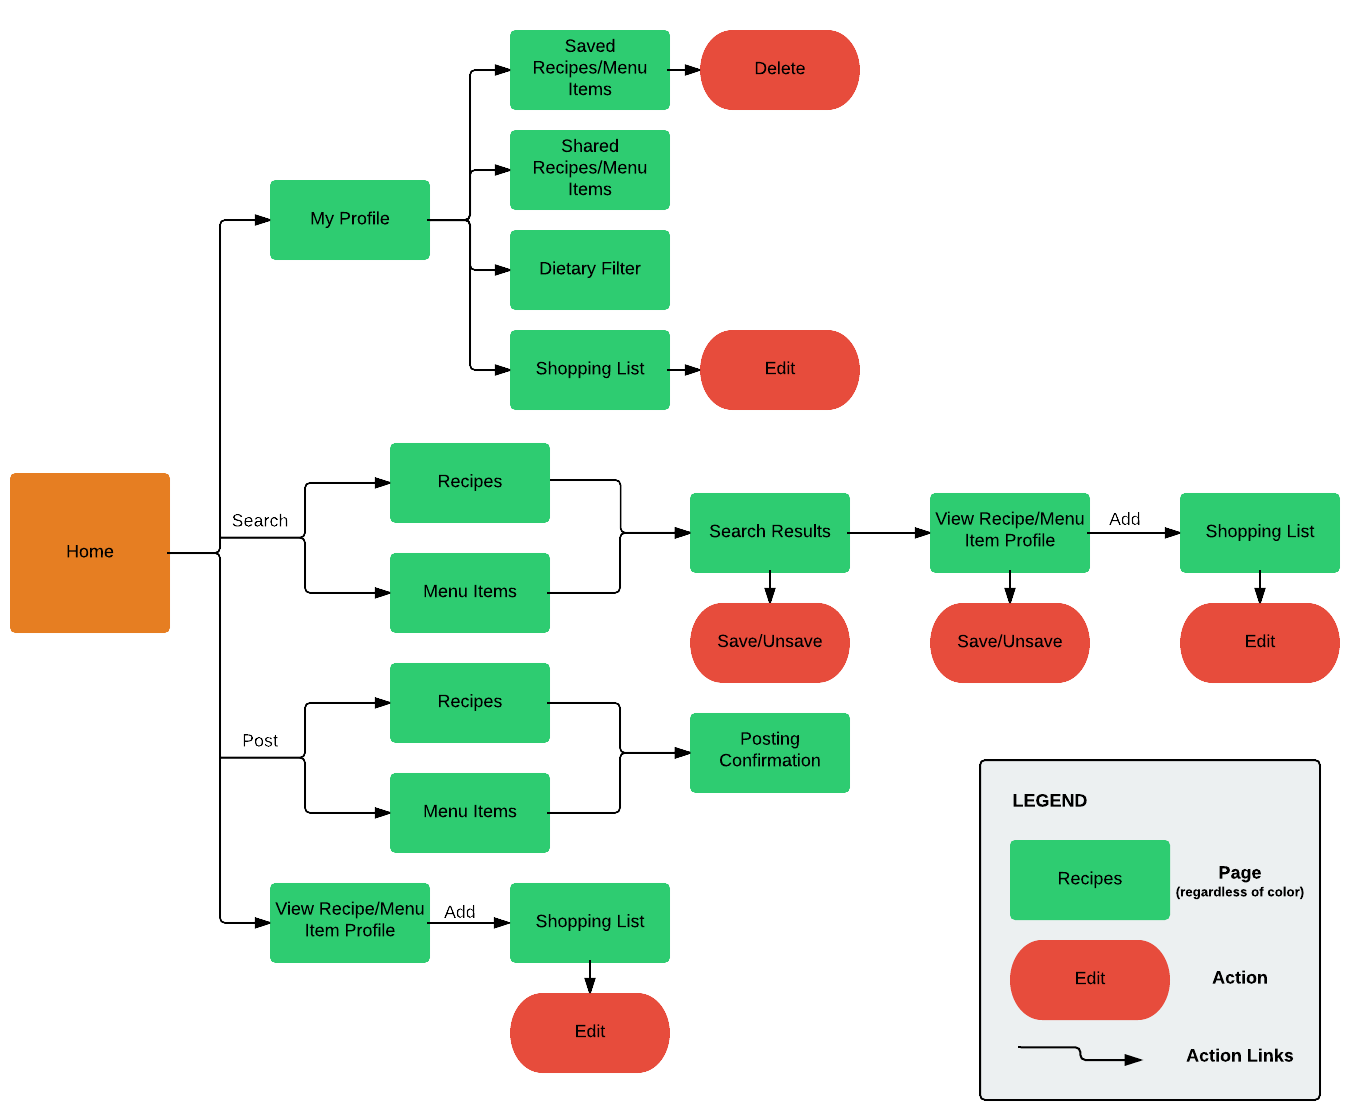 Saved
Recipes/Menu
Items
Delete
Shared
Recipes/Menu
Items
My Profile
Dietary Filter
Shopping List
Edit
Home
Search
Recipes
Menu Items
Search Results
View Recipe/Menu
Item Profile
Add
Shopping List
Save/Unsave
Save/Unsave
Edit
Post
Recipes
Menu Items
Posting
Confirmation
View Recipe/Menu
Item Profile
Add
Shopping List
Edit
LEGEND
Recipes
Page
(regardless of color)
Edit
Action
Action Links